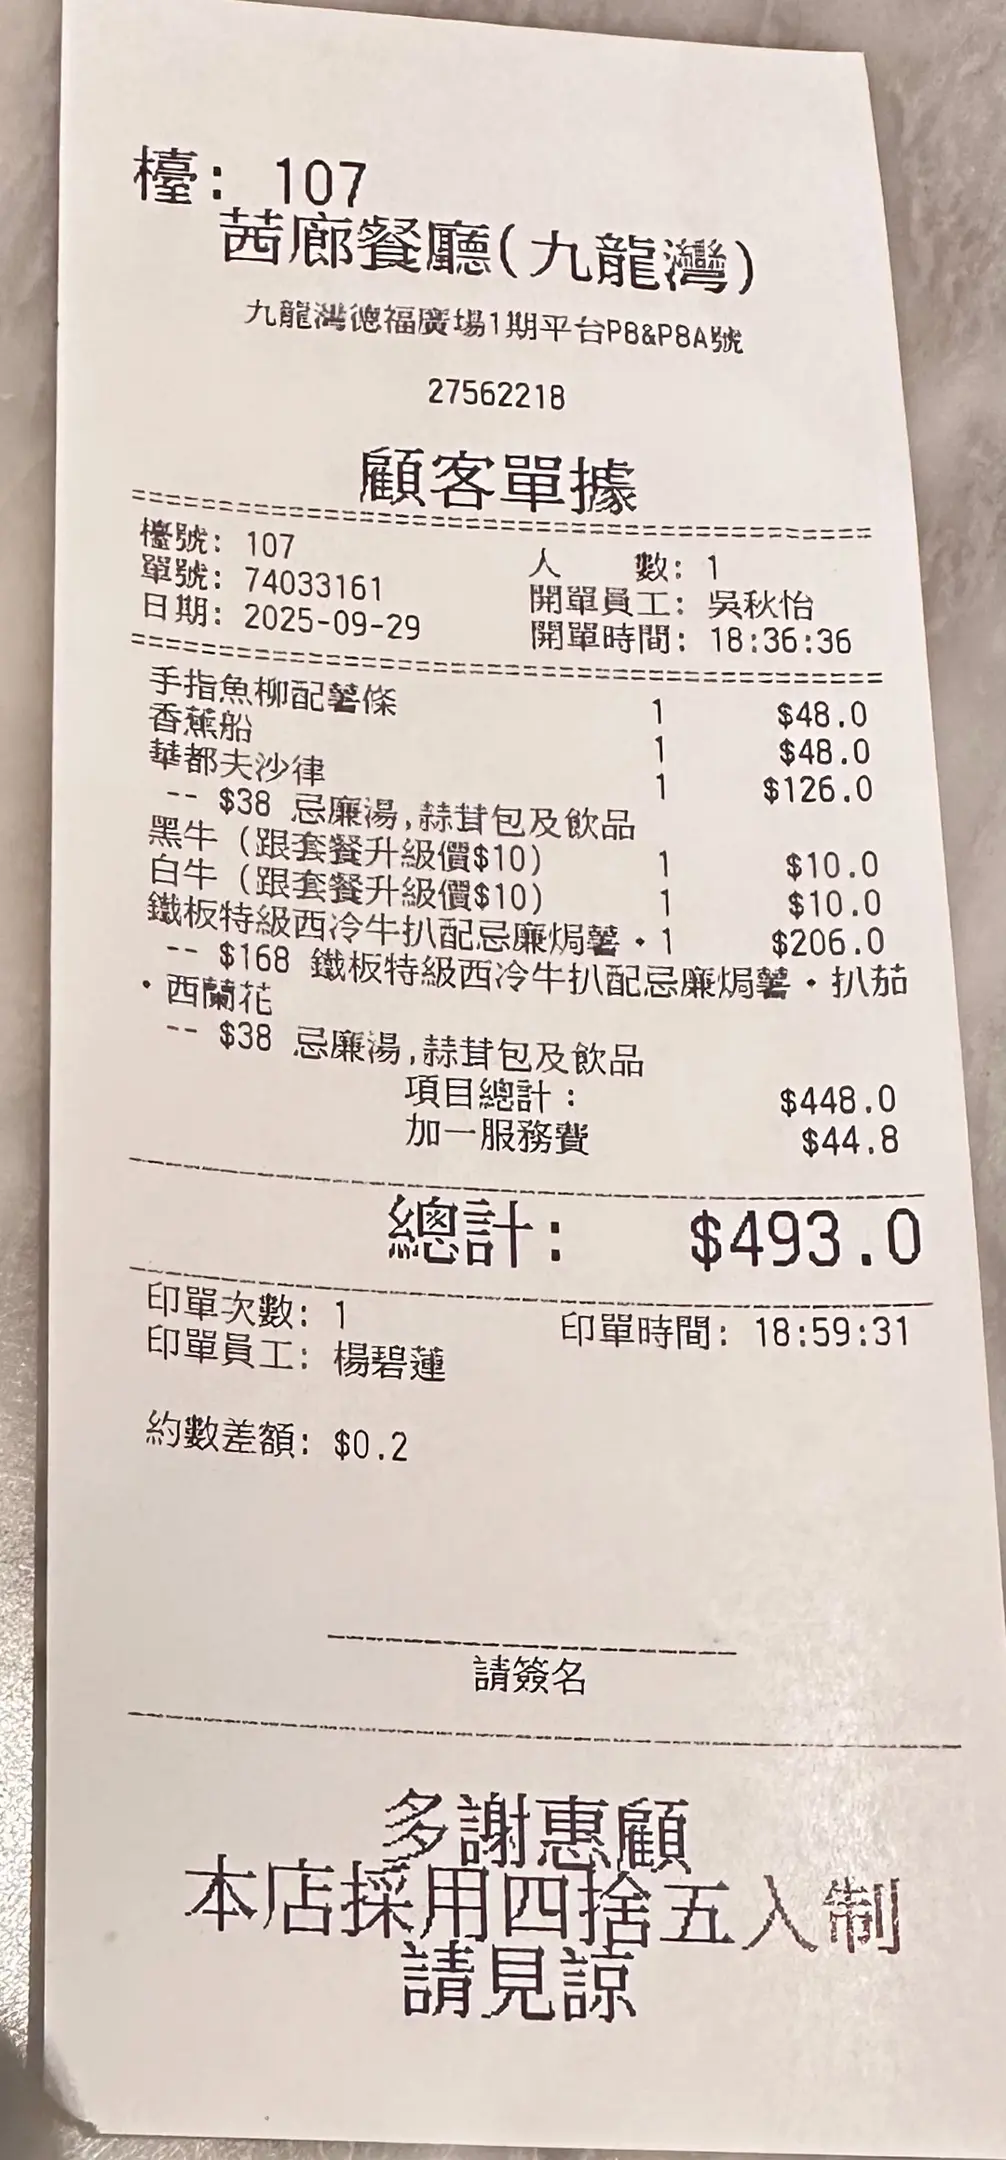 檯: 107
茜廊餐廳(九龍灣)
九龍灣德福廣場1期平台P8&P8A號
27562218
顧客單據
檯號: 107 人 數: 1
單號: 74033161 開單員工: 吳秋怡
日期: 2025-09-29 開單時間: 18:36:36
手指魚柳配薯條 1 $48.0
香蕉船 1 $48.0
華都夫沙律 1 $126.0
-- $38 忌廉湯,蒜茸包及飲品
黑牛 (跟套餐升級價$10) 1 $10.0
白牛 (跟套餐升級價$10) 1 $10.0
鐵板特級西冷牛扒配忌廉焗薯・1 $206.0
-- $168 鐵板特級西冷牛扒配忌廉焗薯・扒茄
・西蘭花
-- $38 忌廉湯,蒜茸包及飲品
項目總計: $448.0
加一服務費 $44.8
總計: $493.0
印單次數: 1 印單時間: 18:59:31
印單員工: 楊碧蓮
約數差額: $0.2
請簽名
多謝惠顧
本店採用四捨五入制
請見諒